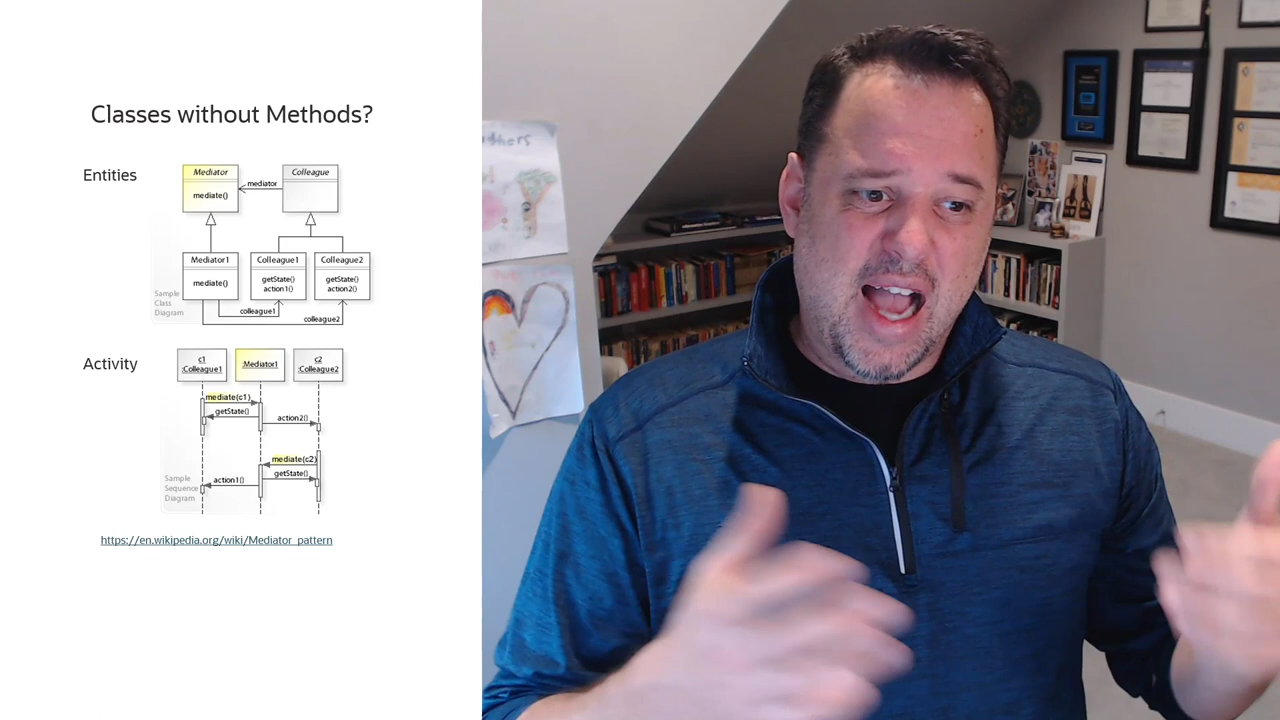 Classes without Methods?
Entities
Mediator
mediate()
mediator
Colleague
Mediator1
mediate()
Colleague1
getState()
action1()
Colleague2
getState()
action2()
Sample
Class
Diagram
colleague1
colleague2
Activity
c1
:Colleague1
:Mediator1
c2
:Colleague2
mediate(c1)
getState()
action2()
mediate(c2)
getState()
action1()
Sample
Sequence
Diagram
https://en.wikipedia.org/wiki/Mediator_pattern